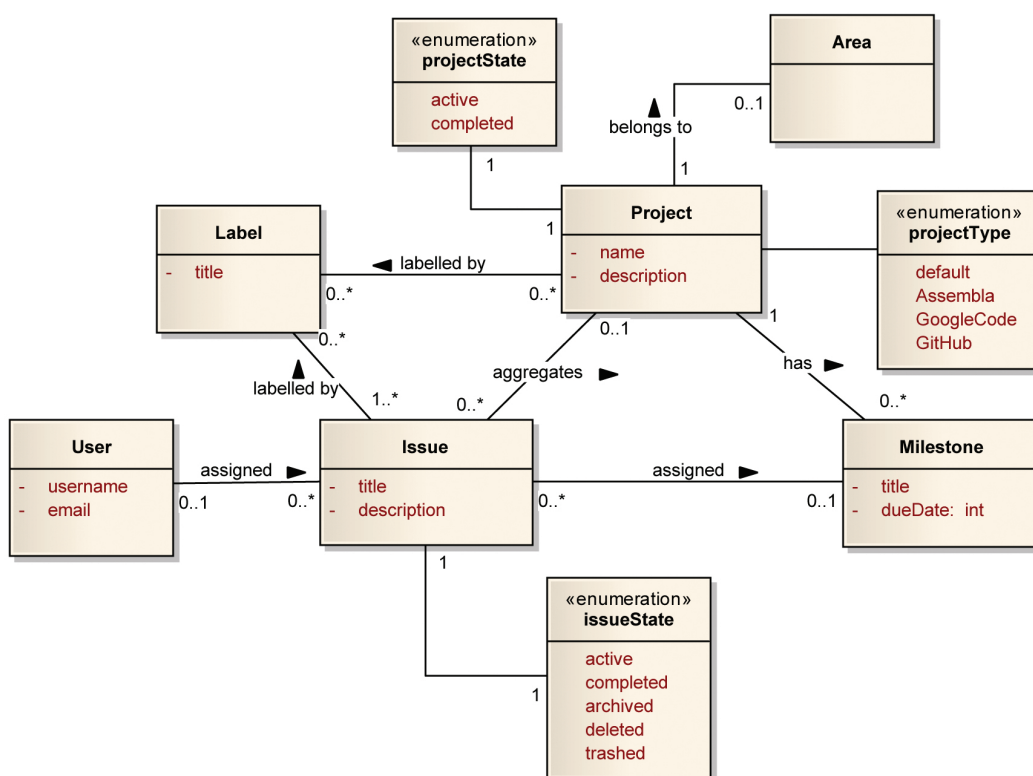 «enumeration»
projectState
active
completed
Area
0..1
belongs to
1
1
1
Project
- name
- description
«enumeration»
projectType
default
Assembla
GoogleCode
GitHub
Label
- title
labelled by
0..*
0..*
0..*
0..1
1
aggregates
has
labelled by
1..*
0..*
0..*
User
- username
- email
assigned
0..1
0..*
Issue
- title
- description
assigned
0..*
0..1
Milestone
- title
- dueDate: int
1
1
«enumeration»
issueState
active
completed
archived
deleted
trashed